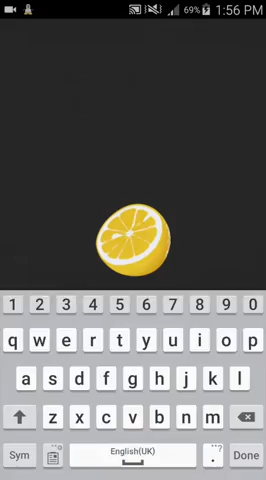 69% 1:56 PM
1 2 3 4 5 6 7 8 9 0
q w e r t y u i o p
a s d f g h j k l
z x c v b n m
Sym English(UK) . ? Done